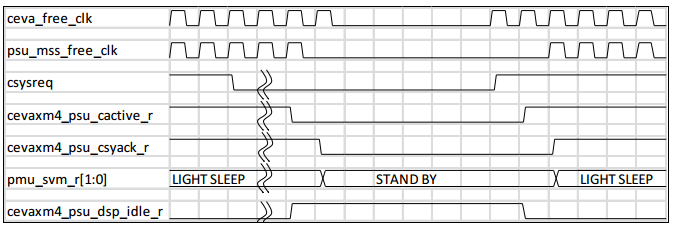 ceva_free_clk
psu_mss_free_clk
csysreq
cevaxm4_psu_cactive_r
cevaxm4_psu_csyack_r
pmu_svm_r[1:0] LIGHT SLEEP STAND BY LIGHT SLEEP
cevaxm4_psu_dsp_idle_r